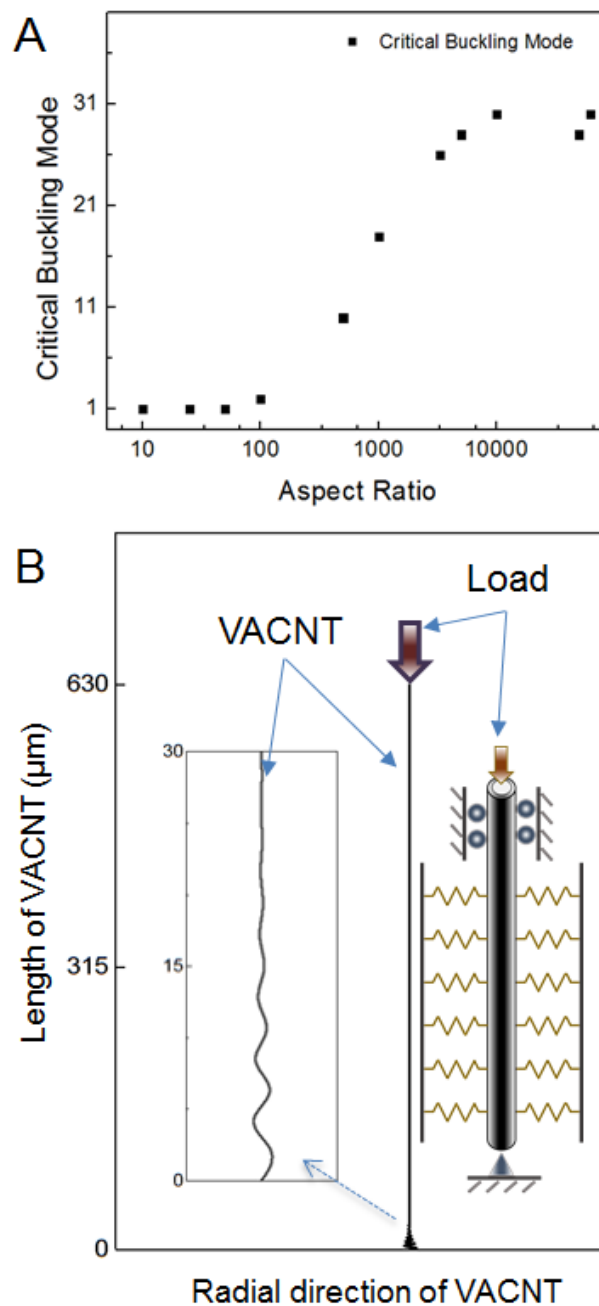 A
Critical Buckling Mode
Critical Buckling Mode
31
21
11
1
10
100
1000
10000
Aspect Ratio
B
Load
VACNT
Length of VACNT (µm)
630
315
0
30
15
0
Radial direction of VACNT